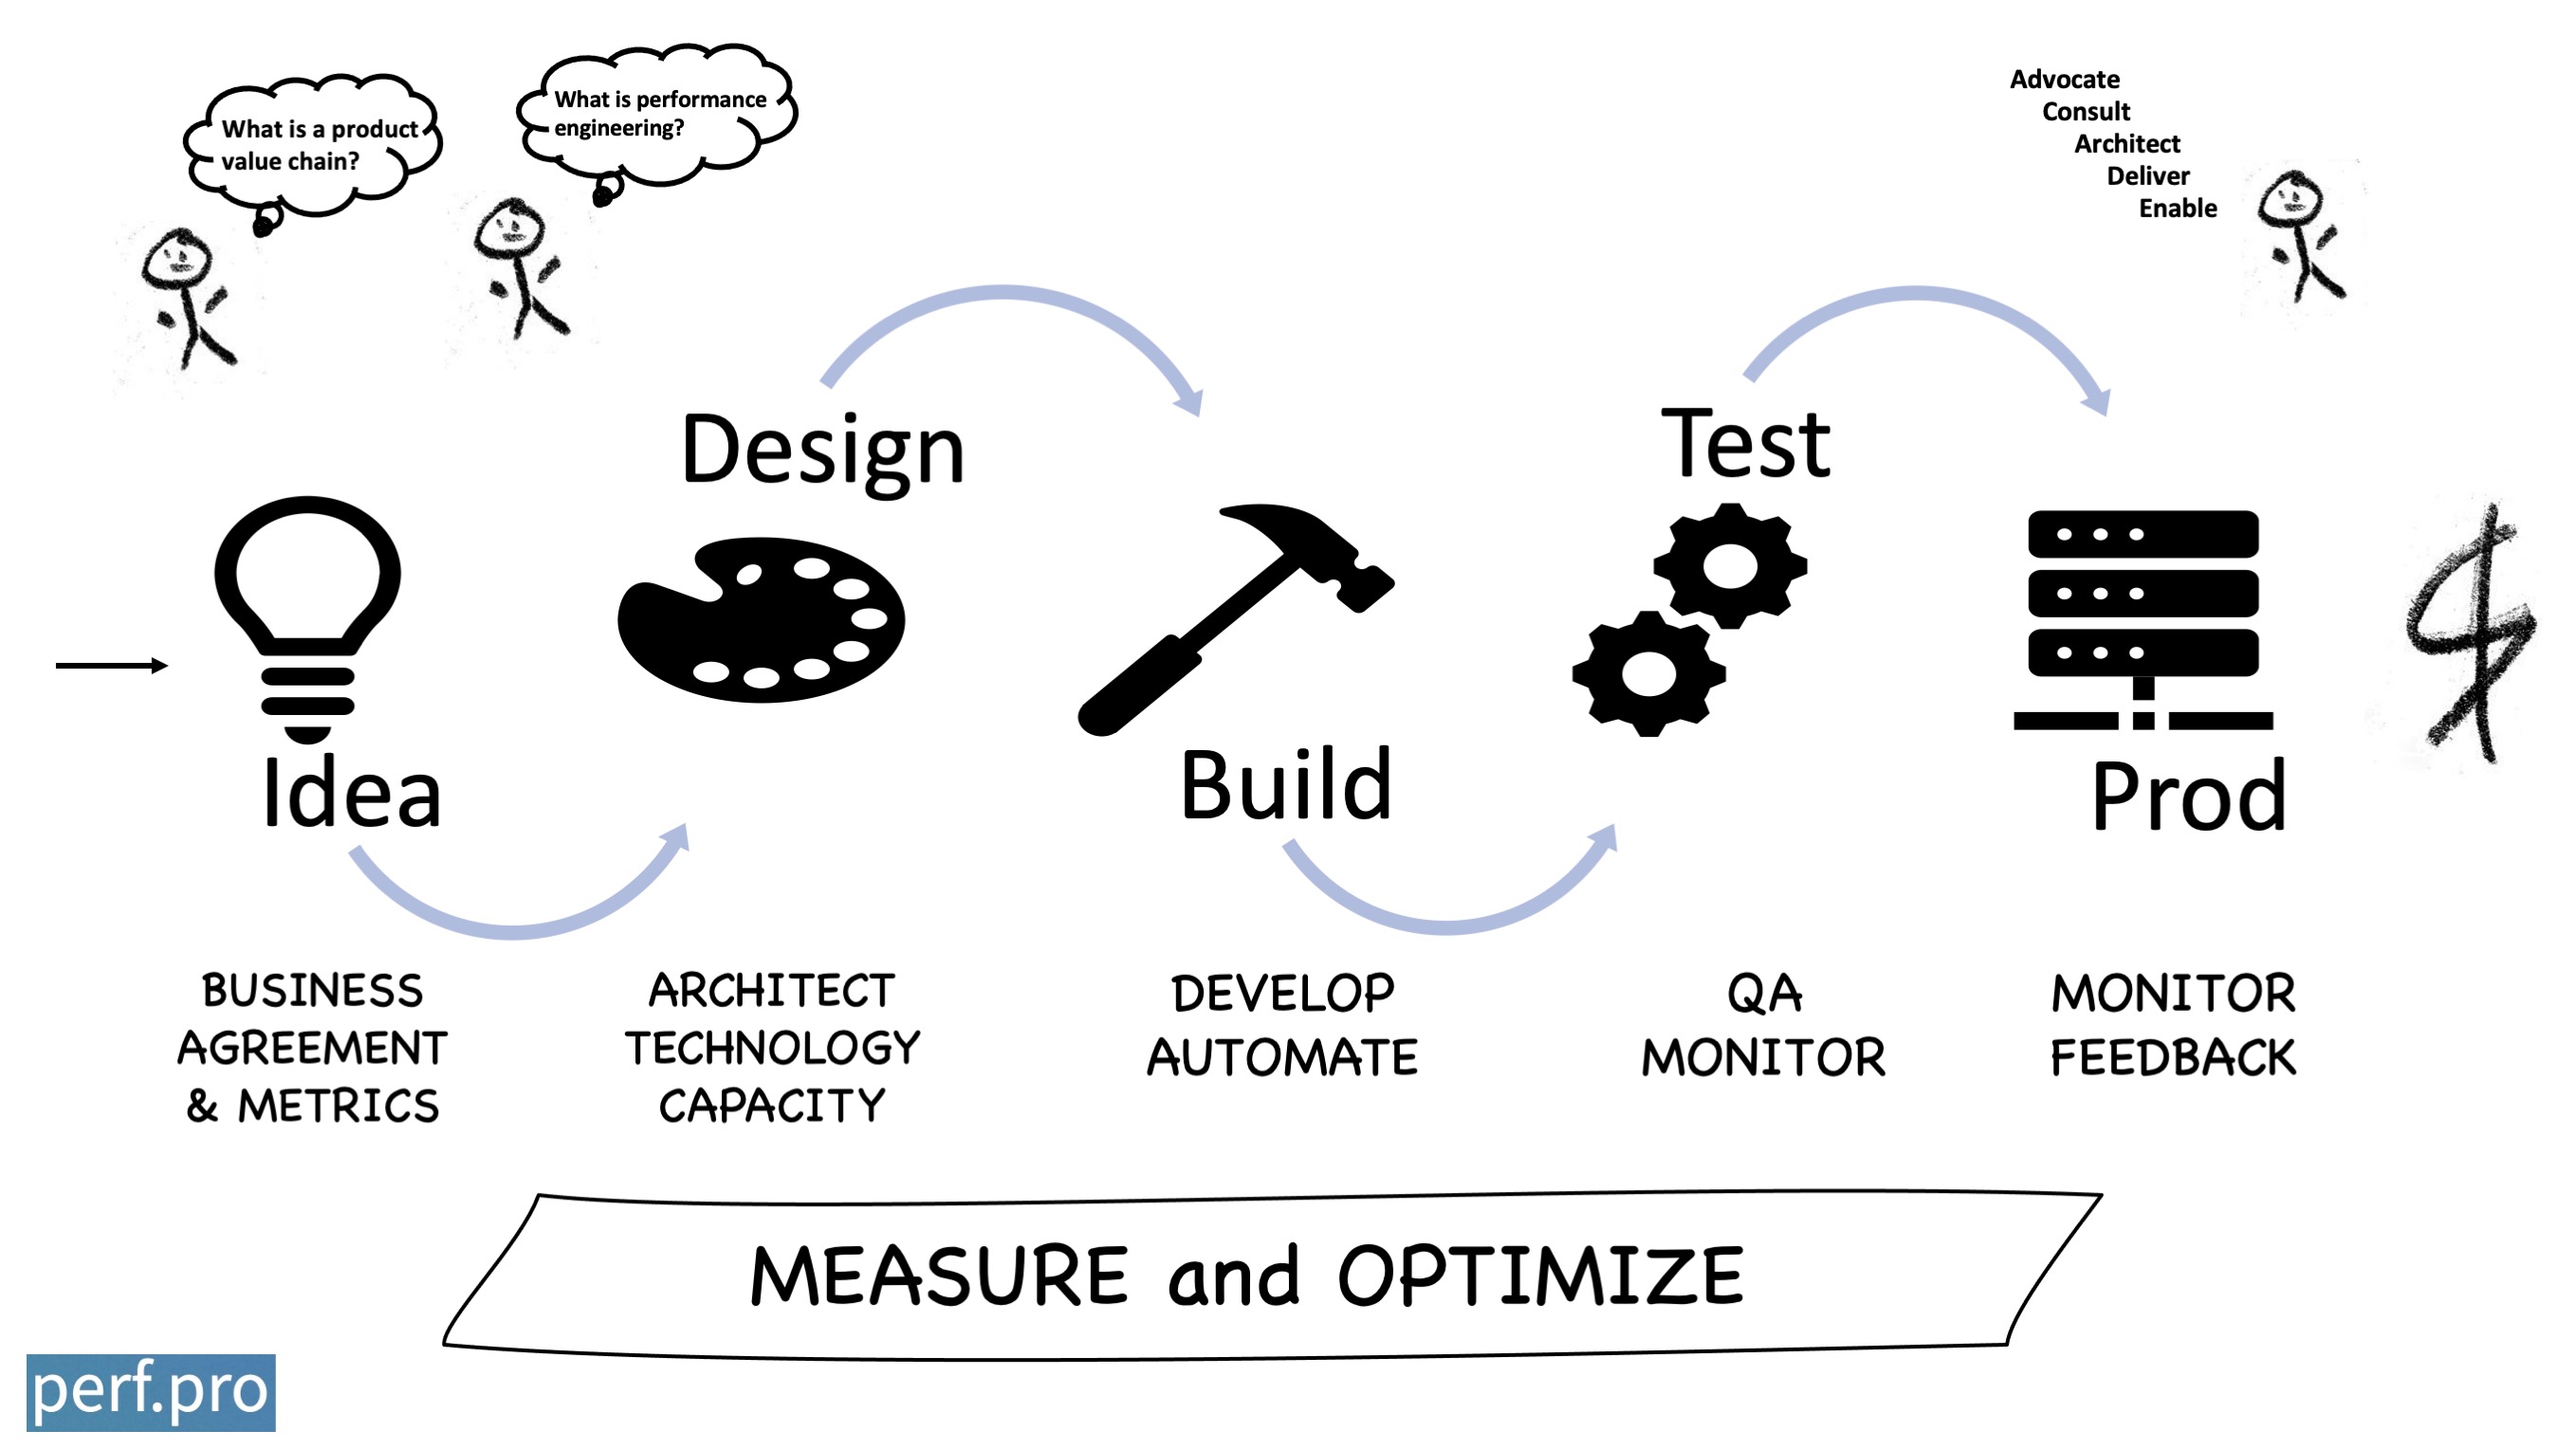 What is a product
value chain?
What is performance
engineering?
Advocate
Consult
Architect
Deliver
Enable
Design
Test
Idea
Build
Prod
BUSINESS
AGREEMENT
& METRICS
ARCHITECT
TECHNOLOGY
CAPACITY
DEVELOP
AUTOMATE
QA
MONITOR
MONITOR
FEEDBACK
MEASURE and OPTIMIZE
perf.pro
$